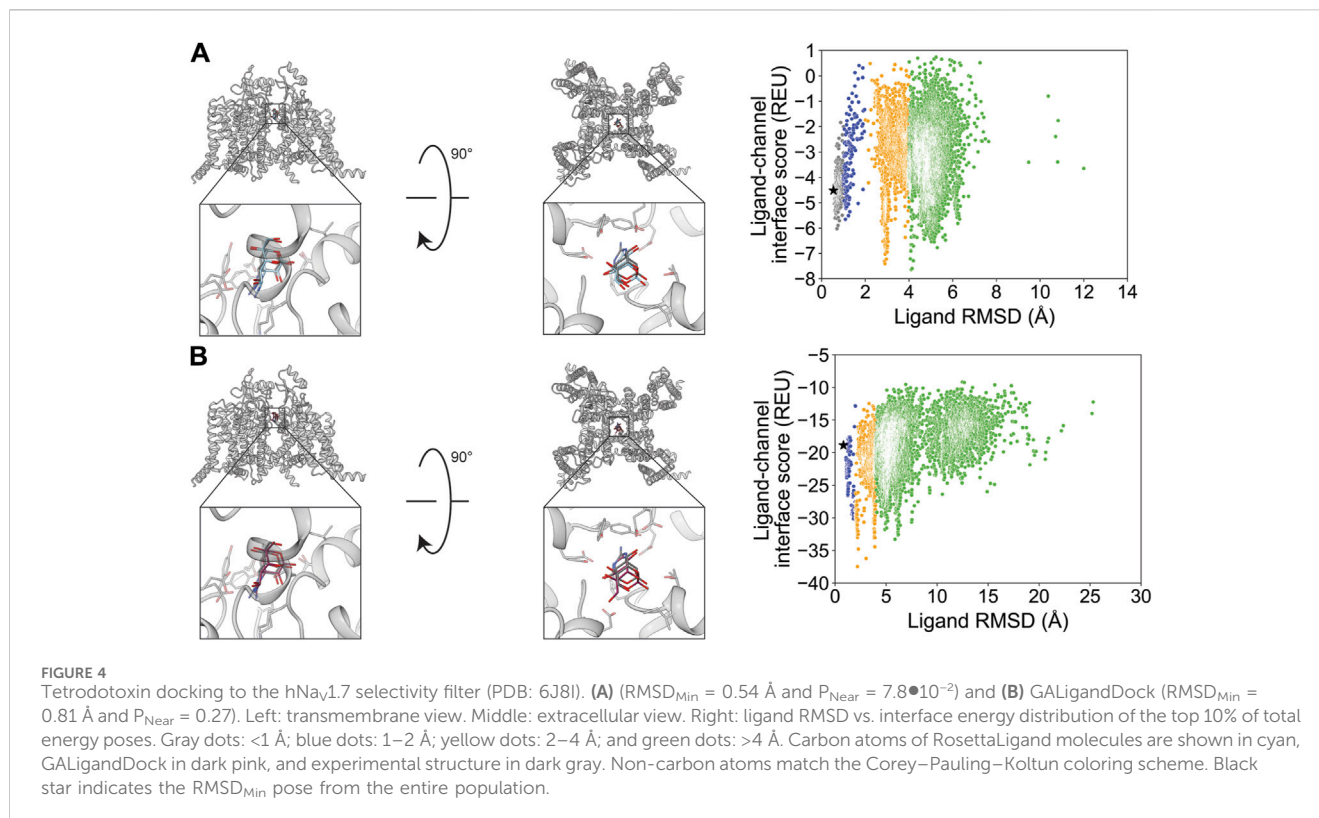 A
90°
1
0
−1
−2
−3
−4
−5
−6
−7
−8
Ligand-channel
interface score (REU)
0 2 4 6 8 10 12 14
Ligand RMSD (Å)
B
90°
−5
−10
−15
−20
−25
−30
−35
−40
Ligand-channel
interface score (REU)
0 5 10 15 20 25 30
Ligand RMSD (Å)
FIGURE 4
Tetrodotoxin docking to the hNaV1.7 selectivity filter (PDB: 6J8I). (A) (RMSDMin = 0.54 Å and PNear = 7.8●10−2) and (B) GALigandDock (RMSDMin =
0.81 Å and PNear = 0.27). Left: transmembrane view. Middle: extracellular view. Right: ligand RMSD vs. interface energy distribution of the top 10% of total
energy poses. Gray dots: <1 Å; blue dots: 1–2 Å; yellow dots: 2–4 Å; and green dots: >4 Å. Carbon atoms of RosettaLigand molecules are shown in cyan,
GALigandDock in dark pink, and experimental structure in dark gray. Non-carbon atoms match the Corey–Pauling–Koltun coloring scheme. Black
star indicates the RMSDMin pose from the entire population.